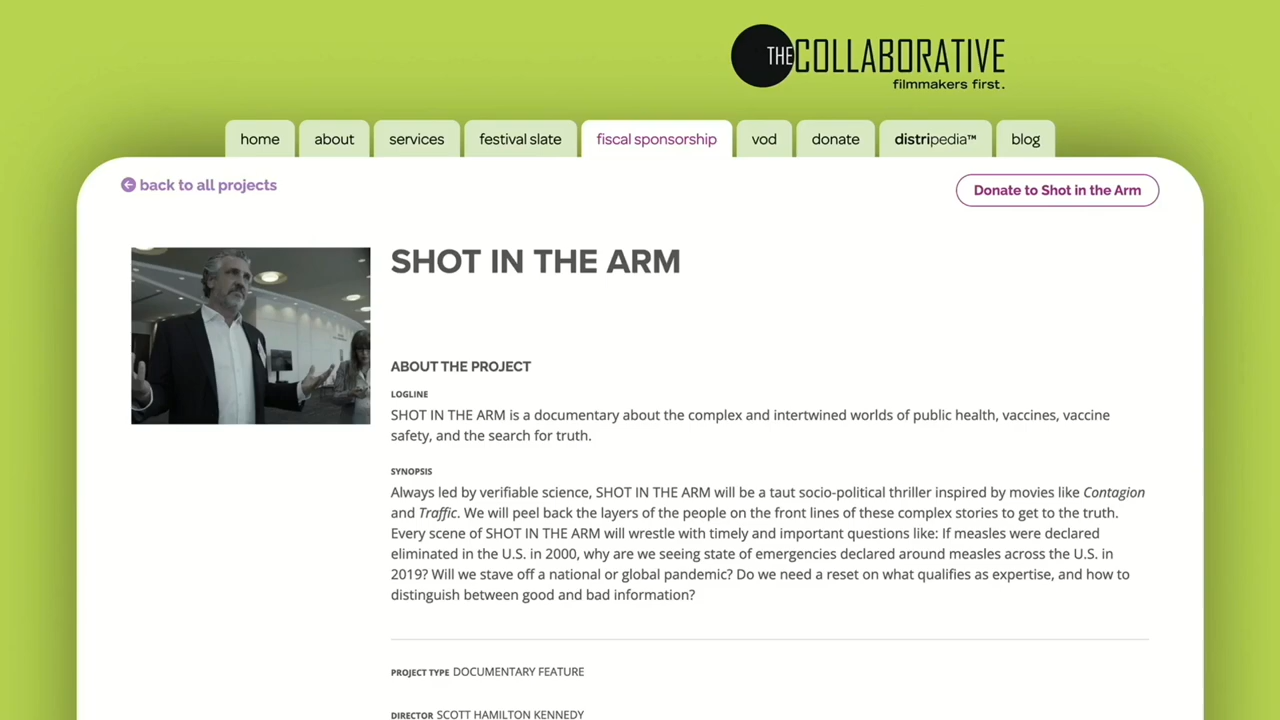 THE COLLABORATIVE
filmmakers first.
home about services festival slate fiscal sponsorship vod donate distripedia™ blog
back to all projects
Donate to Shot in the Arm
SHOT IN THE ARM
ABOUT THE PROJECT
LOGLINE
SHOT IN THE ARM is a documentary about the complex and intertwined worlds of public health, vaccines, vaccine
safety, and the search for truth.
SYNOPSIS
Always led by verifiable science, SHOT IN THE ARM will be a taut socio-political thriller inspired by movies like Contagion
and Traffic. We will peel back the layers of the people on the front lines of these complex stories to get to the truth.
Every scene of SHOT IN THE ARM will wrestle with timely and important questions like: If measles were declared
eliminated in the U.S. in 2000, why are we seeing state of emergencies declared around measles across the U.S. in
2019? Will we stave off a national or global pandemic? Do we need a reset on what qualifies as expertise, and how to
distinguish between good and bad information?
PROJECT TYPE DOCUMENTARY FEATURE
DIRECTOR SCOTT HAMILTON KENNEDY